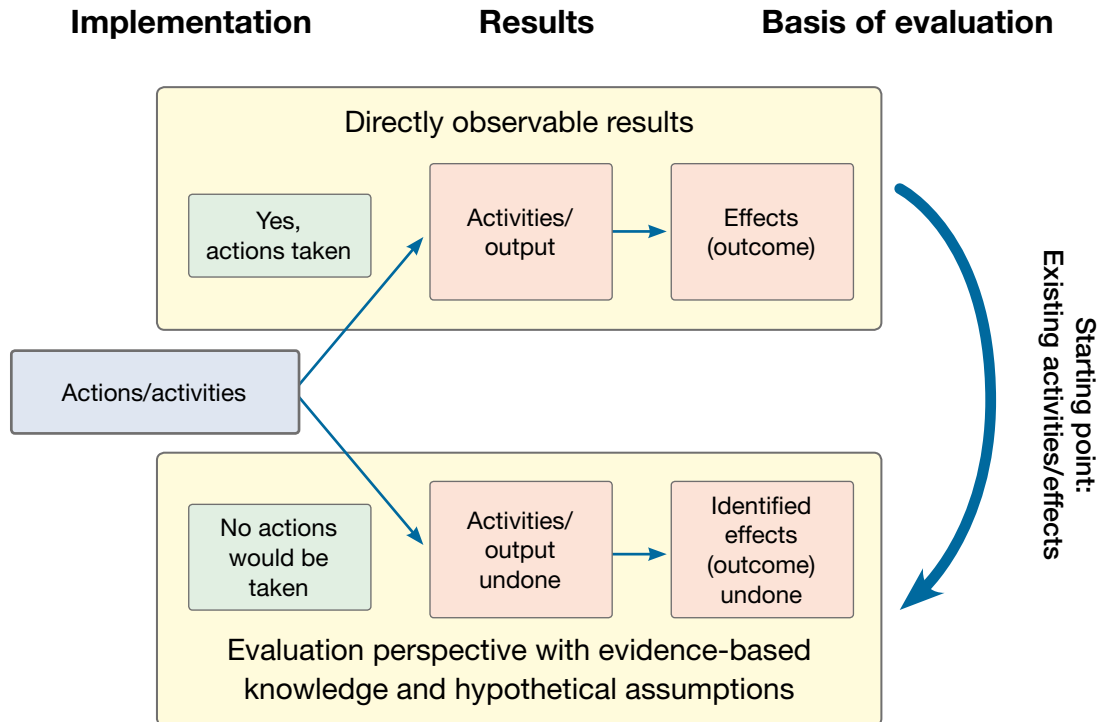 Implementation
Results
Basis of evaluation
Directly observable results
Yes,
actions taken
Activities/
output
Effects
(outcome)
Actions/activities
No actions
would be
taken
Activities/
output
undone
Identified
effects
(outcome)
undone
Evaluation perspective with evidence-based
knowledge and hypothetical assumptions
Starting point:
Existing activities/effects